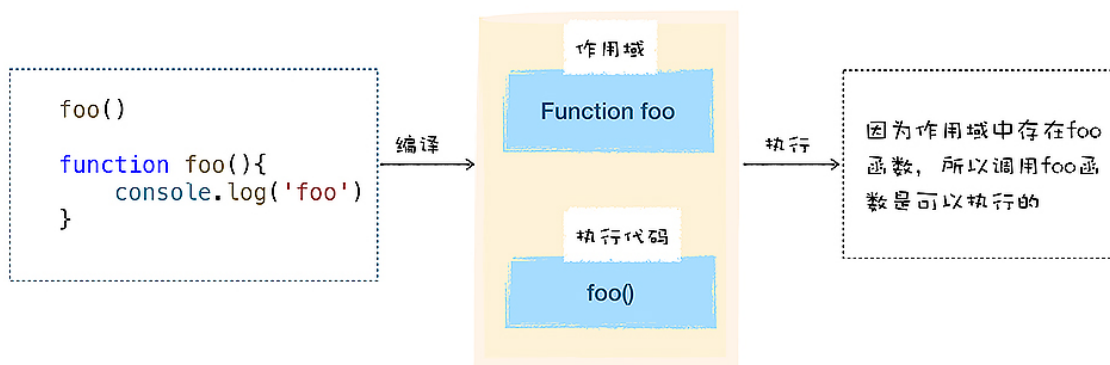 foo()
function foo(){
    console.log('foo')
}
编译
作用域
Function foo
执行代码
foo()
执行
因为作用域中存在foo
函数，所以调用foo函
数是可以执行的